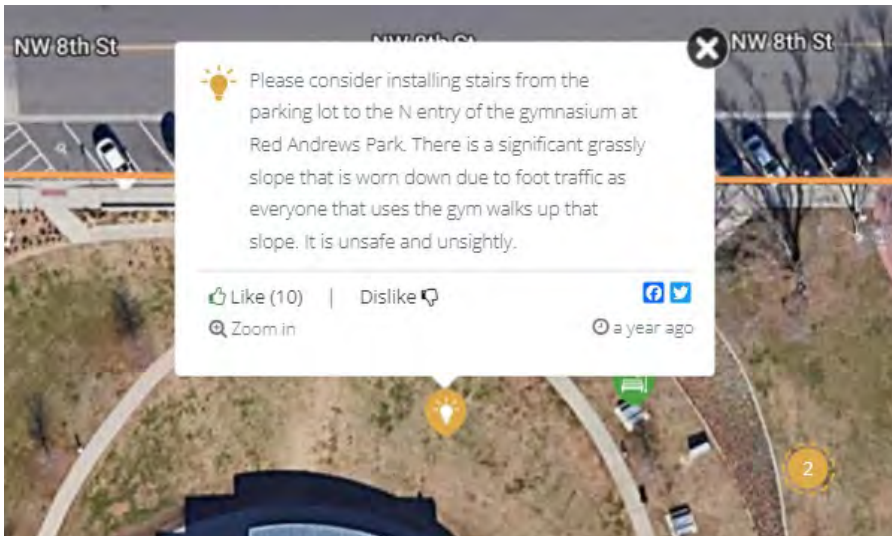 NW 8th St
NW 8th St
NW 8th St
Please consider installing stairs from the
parking lot to the N entry of the gymnasium at
Red Andrews Park. There is a significant grassly
slope that is worn down due to foot traffic as
everyone that uses the gym walks up that
slope. It is unsafe and unsightly.
Like (10) | Dislike
Zoom in
a year ago
2